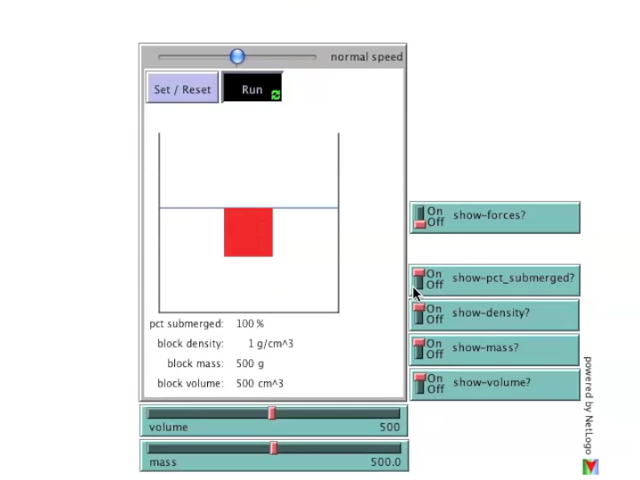 normal speed
Set / Reset
Run
On
Off
show-forces?
On
Off
show-pct_submerged?
On
Off
show-density?
On
Off
show-mass?
On
Off
show-volume?
pct submerged: 100 %
block density: 1 g/cm^3
block mass: 500 g
block volume: 500 cm^3
volume 500
mass 500.0
powered by NetLogo